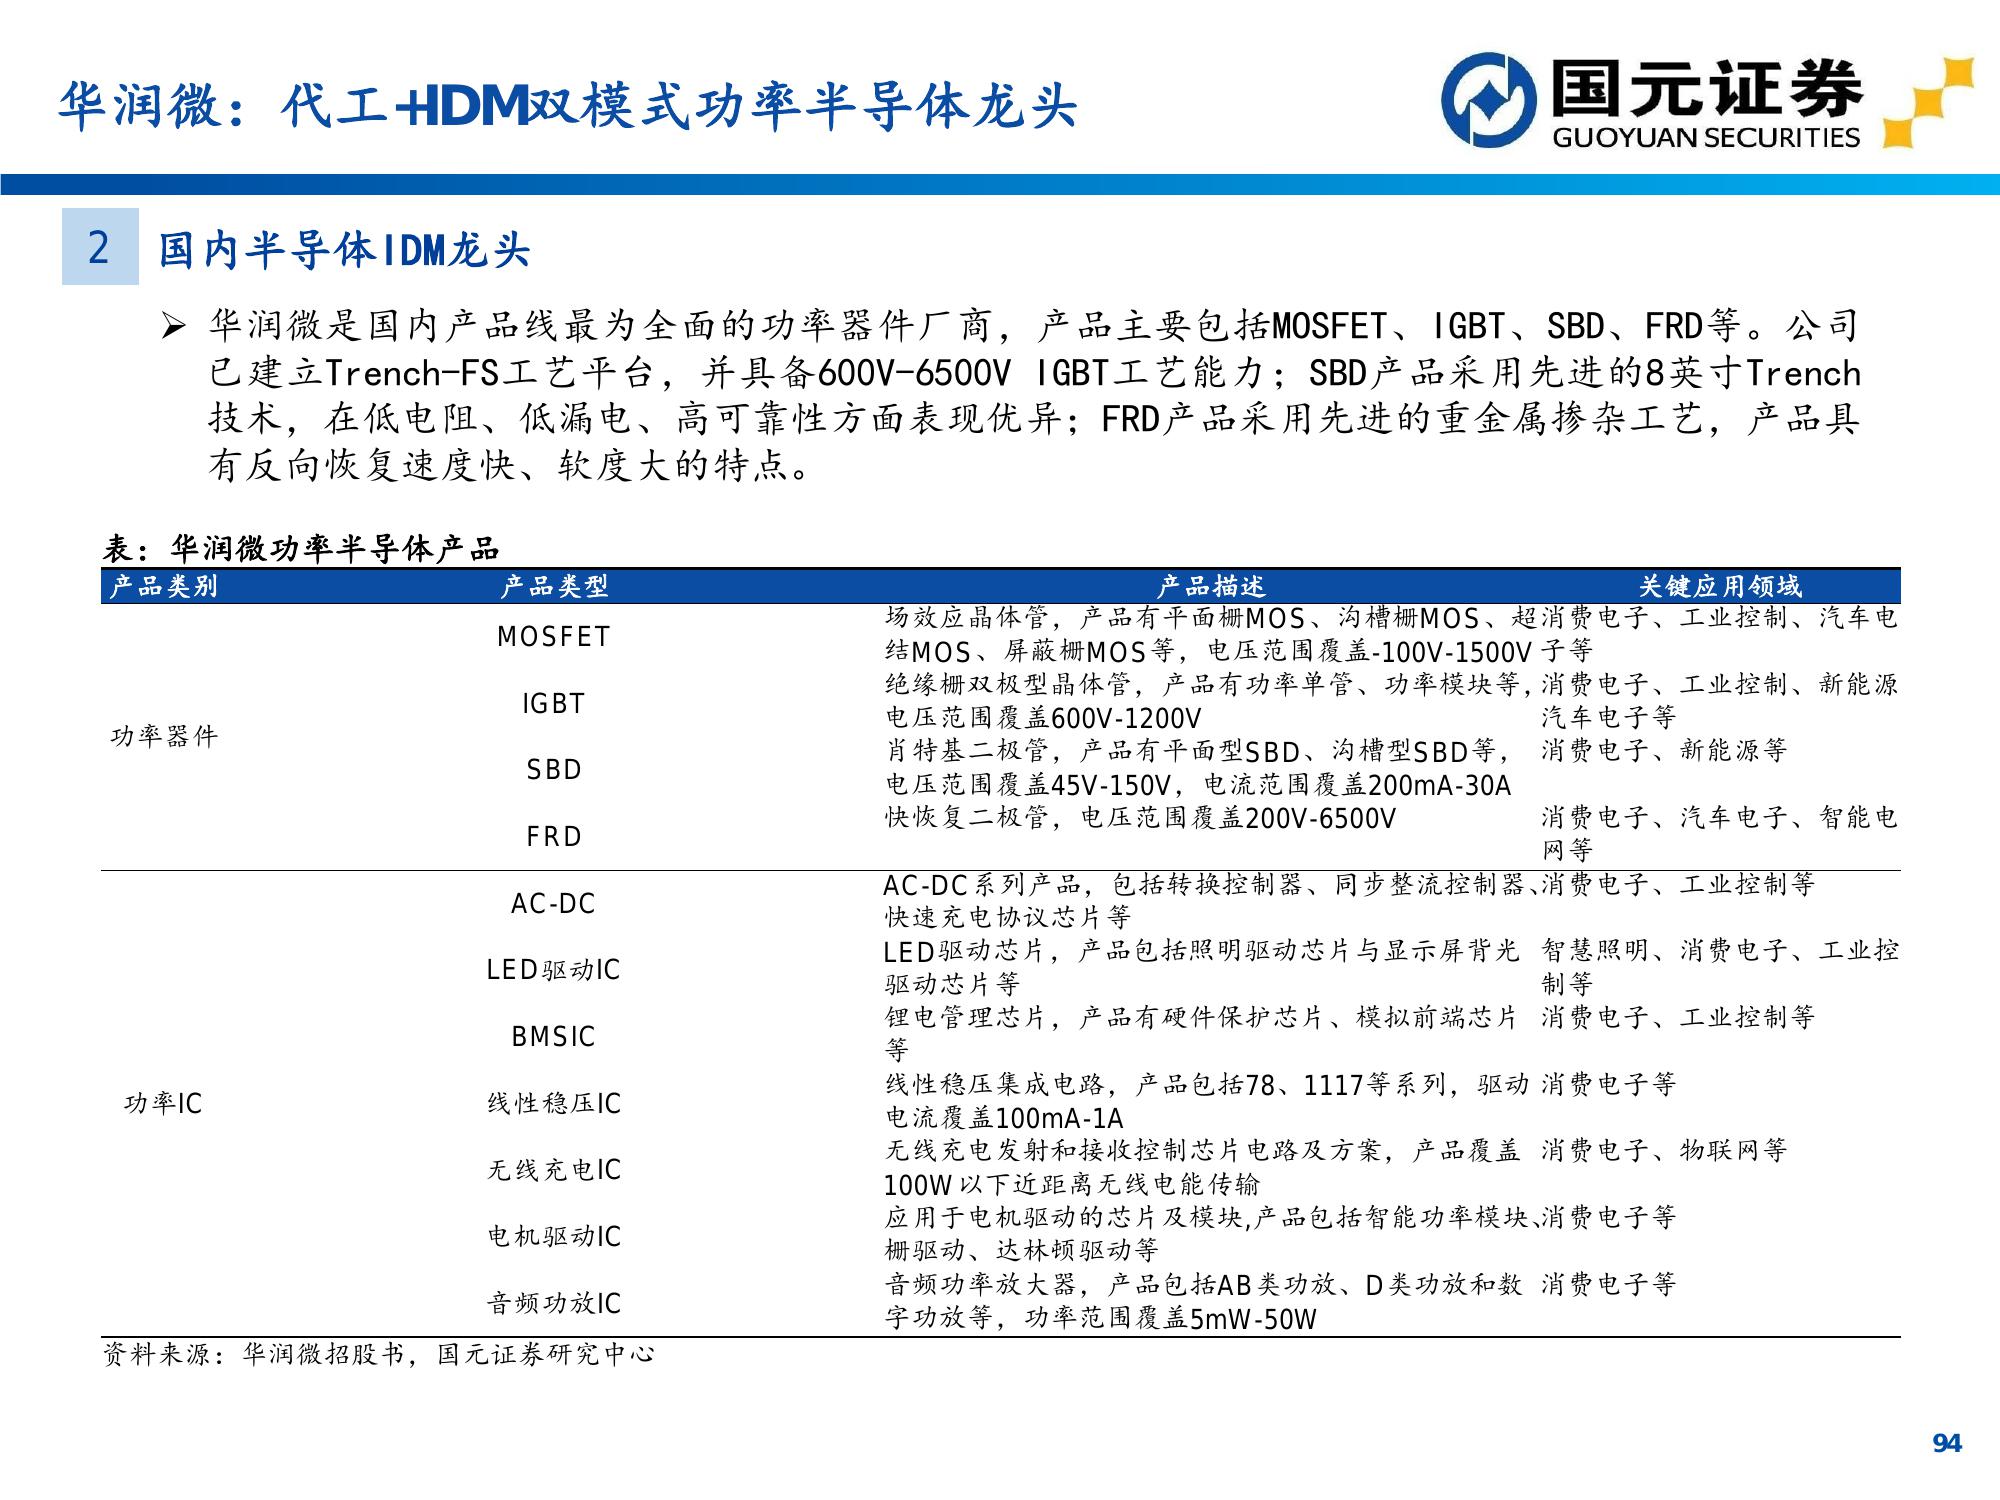 华润微：代工+IDM双模式功率半导体龙头
国元证券
GUOYUAN SECURITIES
2
国内半导体IDM龙头
➢ 华润微是国内产品线最为全面的功率器件厂商，产品主要包括MOSFET、IGBT、SBD、FRD等。公司
已建立Trench-FS工艺平台，并具备600V-6500V IGBT工艺能力；SBD产品采用先进的8英寸Trench
技术，在低电阻、低漏电、高可靠性方面表现优异；FRD产品采用先进的重金属掺杂工艺，产品具
有反向恢复速度快、软度大的特点。
表：华润微功率半导体产品
产品类别 产品类型 产品描述 关键应用领域
功率器件
MOSFET
场效应晶体管，产品有平面栅MOS、沟槽栅MOS、超
结MOS、屏蔽栅MOS等，电压范围覆盖-100V-1500V
消费电子、工业控制、汽车电
子等
IGBT
绝缘栅双极型晶体管，产品有功率单管、功率模块等，
电压范围覆盖600V-1200V
消费电子、工业控制、新能源
汽车电子等
SBD
肖特基二极管，产品有平面型SBD、沟槽型SBD等，
电压范围覆盖45V-150V，电流范围覆盖200mA-30A
消费电子、新能源等
FRD
快恢复二极管，电压范围覆盖200V-6500V
消费电子、汽车电子、智能电
网等
功率IC
AC-DC
AC-DC系列产品，包括转换控制器、同步整流控制器、
快速充电协议芯片等
消费电子、工业控制等
LED驱动IC
LED驱动芯片，产品包括照明驱动芯片与显示屏背光
驱动芯片等
智慧照明、消费电子、工业控
制等
BMSIC
锂电管理芯片，产品有硬件保护芯片、模拟前端芯片
等
消费电子、工业控制等
线性稳压IC
线性稳压集成电路，产品包括78、1117等系列，驱动
电流覆盖100mA-1A
消费电子等
无线充电IC
无线充电发射和接收控制芯片电路及方案，产品覆盖
100W以下近距离无线电能传输
消费电子、物联网等
电机驱动IC
应用于电机驱动的芯片及模块,产品包括智能功率模块、
栅驱动、达林顿驱动等
消费电子等
音频功放IC
音频功率放大器，产品包括AB类功放、D类功放和数
字功放等，功率范围覆盖5mW-50W
消费电子等
资料来源：华润微招股书，国元证券研究中心
94